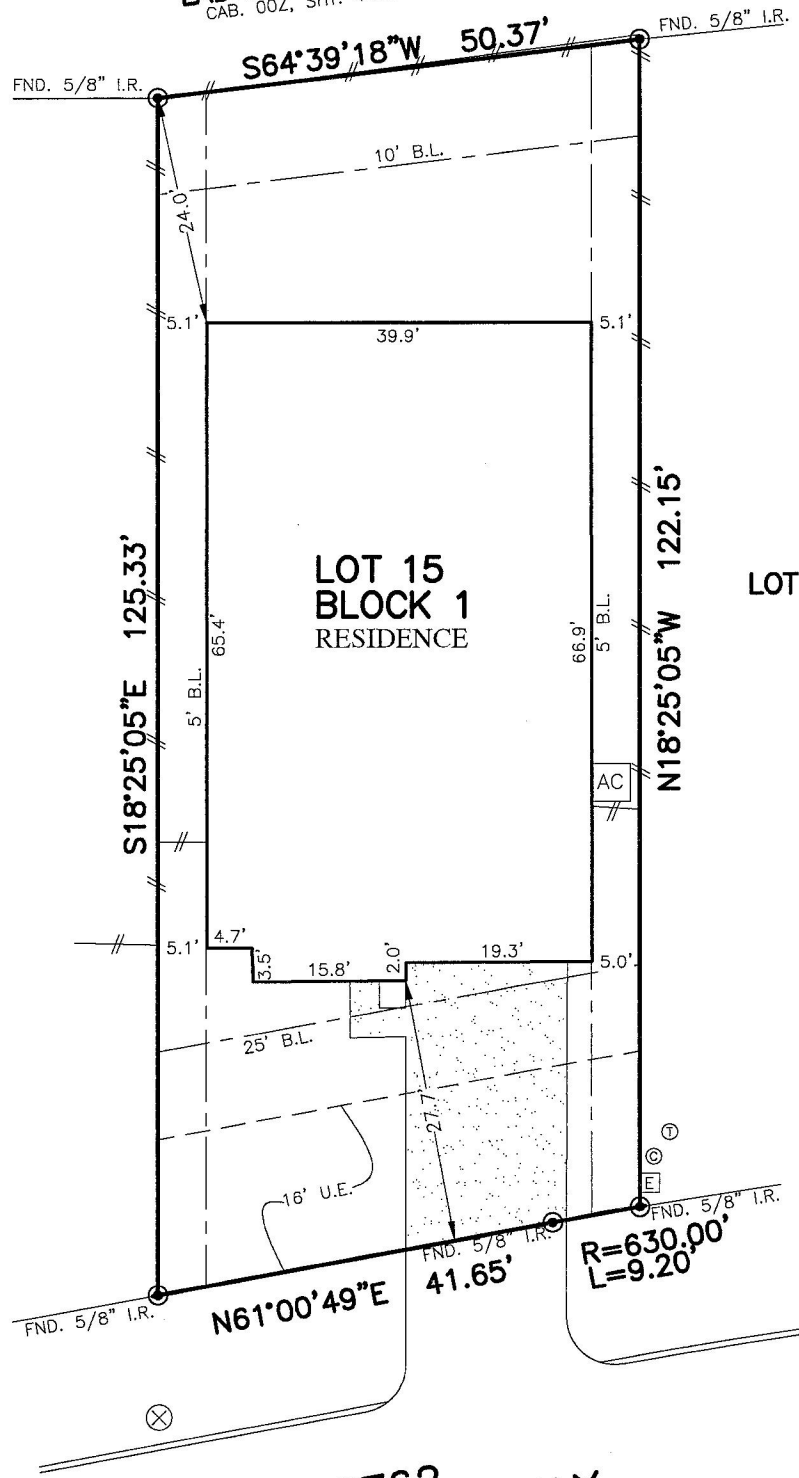 CAB. 002, SHT.
S64°39'18"W 50.37'
FND. 5/8" I.R.
FND. 5/8" I.R.
10' B.L.
24.0'
5.1'
39.9'
5.1'
LOT 15
BLOCK 1
RESIDENCE
LOT
S18°25'05"E 125.33'
N18°25'05"W 122.15'
65.4'
5' B.L.
66.9'
5' B.L.
AC
5.1'
4.7'
3.5'
15.8'
2.0'
19.3'
5.0'
25' B.L.
27.7'
16' U.E.
T
C
E
FND. 5/8" I.R.
FND. 5/8" I.R.
R=630.00'
L=9.20'
N61°00'49"E 41.65'
FND. 5/8" I.R.